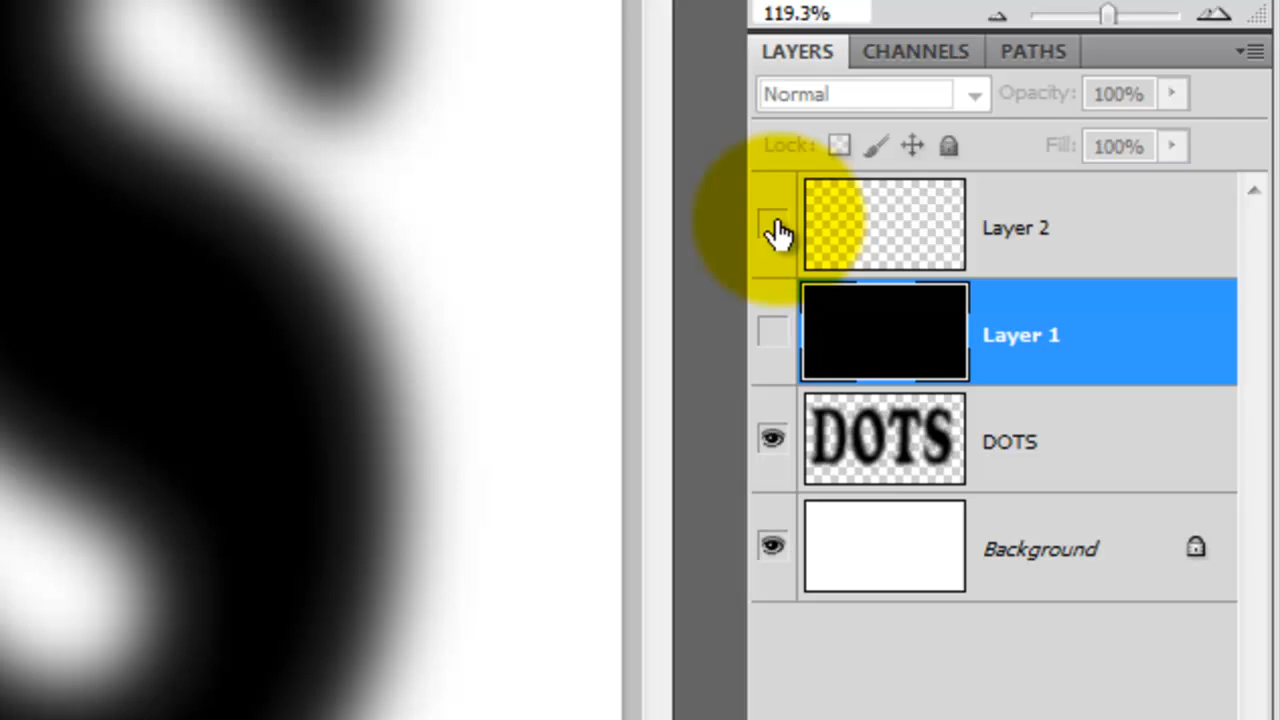 119.3%
LAYERS CHANNELS PATHS
Normal Opacity: 100%
Lock: Fill: 100%
Layer 2
Layer 1
DOTS DOTS
Background